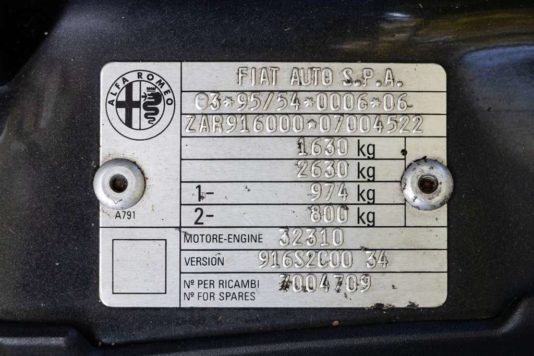 ALFA ROMEO
FIAT AUTO S.P.A.
e3*95/54*0006*06
ZAR916000*07004522
1630 kg
2630 kg
1- 974 kg
2- 800 kg
A791
MOTORE-ENGINE 32310
VERSION 916S2C00 34
Nº PER RICAMBI 7004709
Nº FOR SPARES